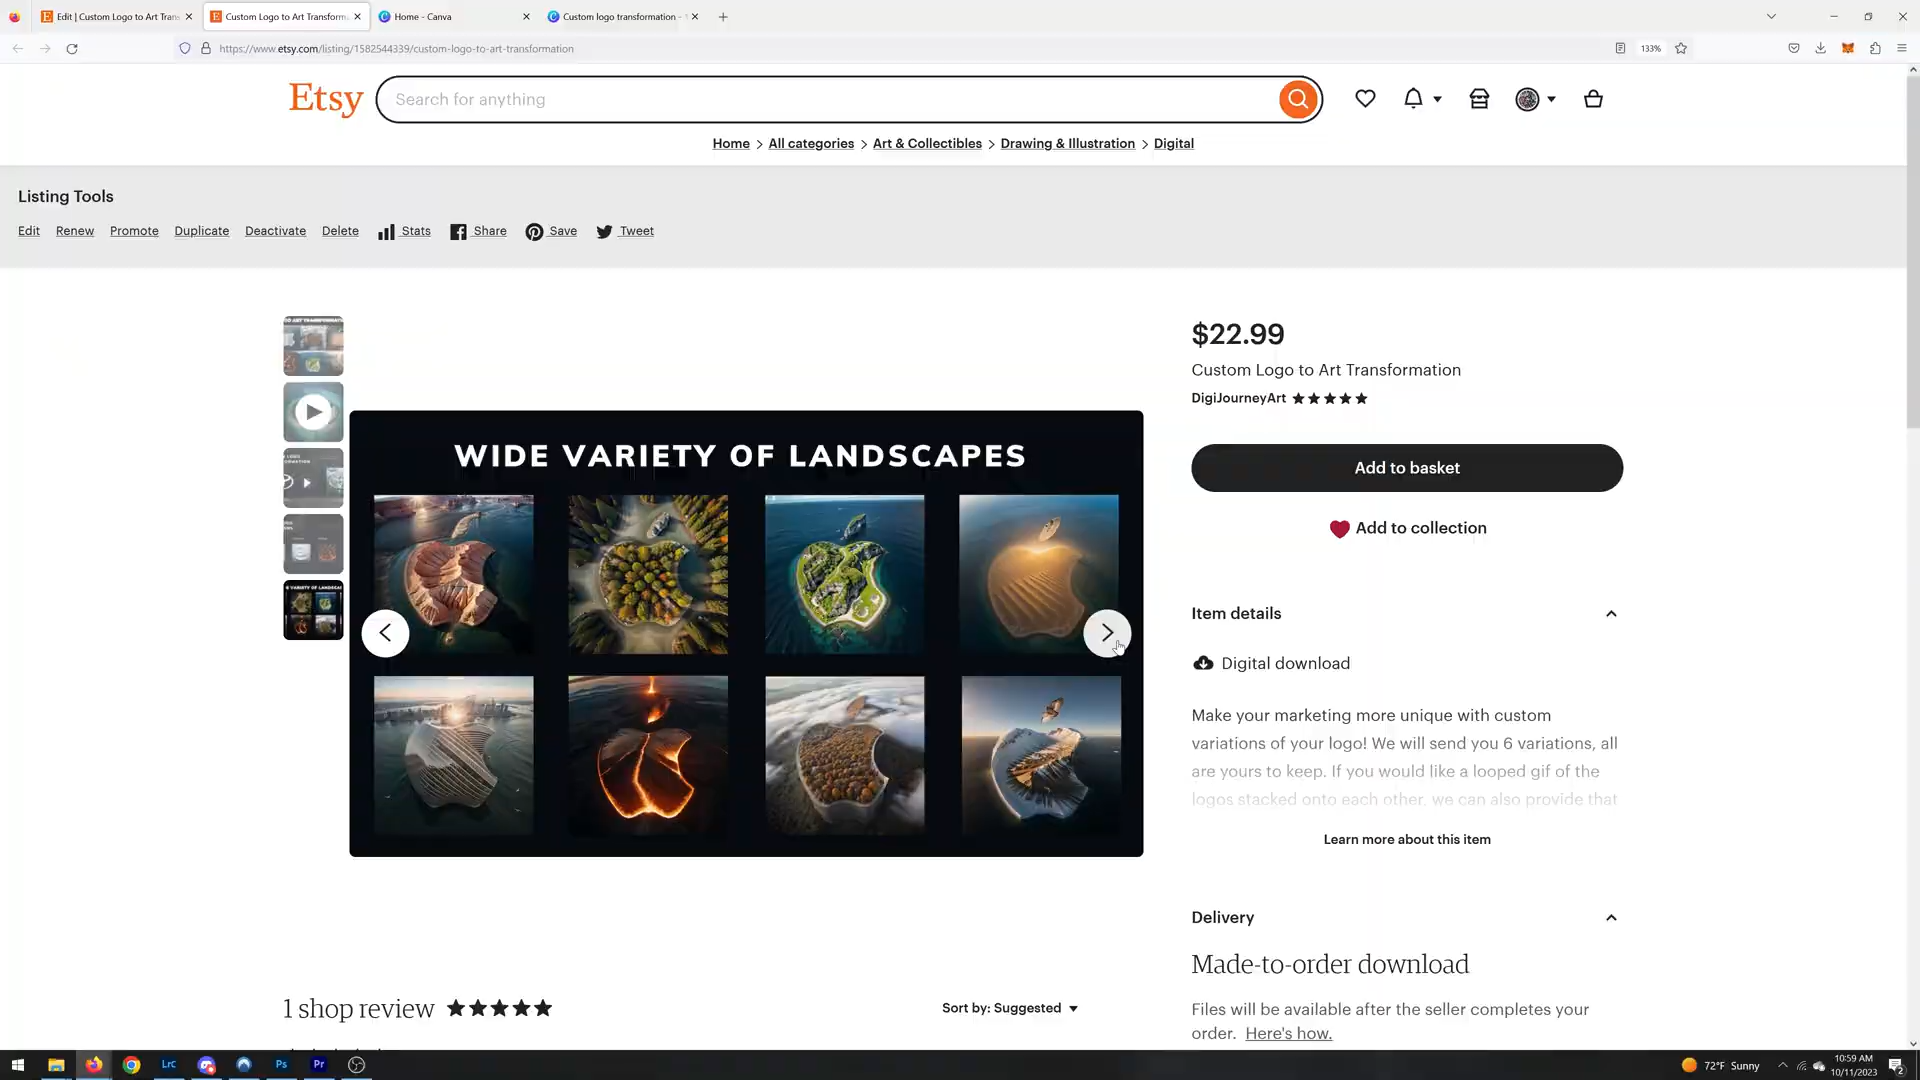 Edit | Custom Logo to Art Trans
Custom Logo to Art Transform
Home - Canva
Custom logo transformation -
https://www.etsy.com/listing/1582544339/custom-logo-to-art-transformation
133%
Etsy
Search for anything
Home > All categories > Art & Collectibles > Drawing & Illustration > Digital
Listing Tools
Edit Renew Promote Duplicate Deactivate Delete Stats Share Save Tweet
WIDE VARIETY OF LANDSCAPES
$22.99
Custom Logo to Art Transformation
DigiJourneyArt
Add to basket
Add to collection
Item details
Digital download
Make your marketing more unique with custom
variations of your logo! We will send you 6 variations, all
are yours to keep. If you would like a looped gif of the
logos stacked onto each other, we can also provide that
Learn more about this item
Delivery
Made-to-order download
Files will be available after the seller completes your
order. Here's how.
1 shop review
Sort by: Suggested
Lrc
Ps
Pr
72°F Sunny
10:59 AM
10/11/2023
2